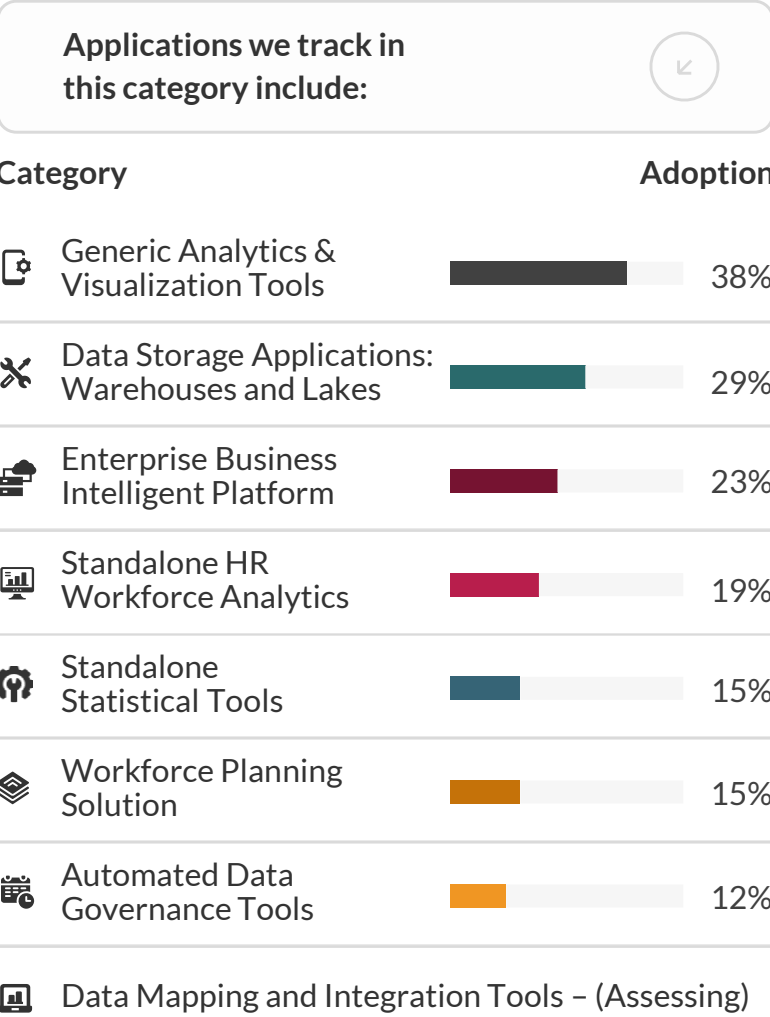 Applications we track in
this category include:
Category Adoption
Generic Analytics &
Visualization Tools
38%
Data Storage Applications:
Warehouses and Lakes
29%
Enterprise Business
Intelligent Platform
23%
Standalone HR
Workforce Analytics
19%
Standalone
Statistical Tools
15%
Workforce Planning
Solution
15%
Automated Data
Governance Tools
12%
Data Mapping and Integration Tools – (Assessing)